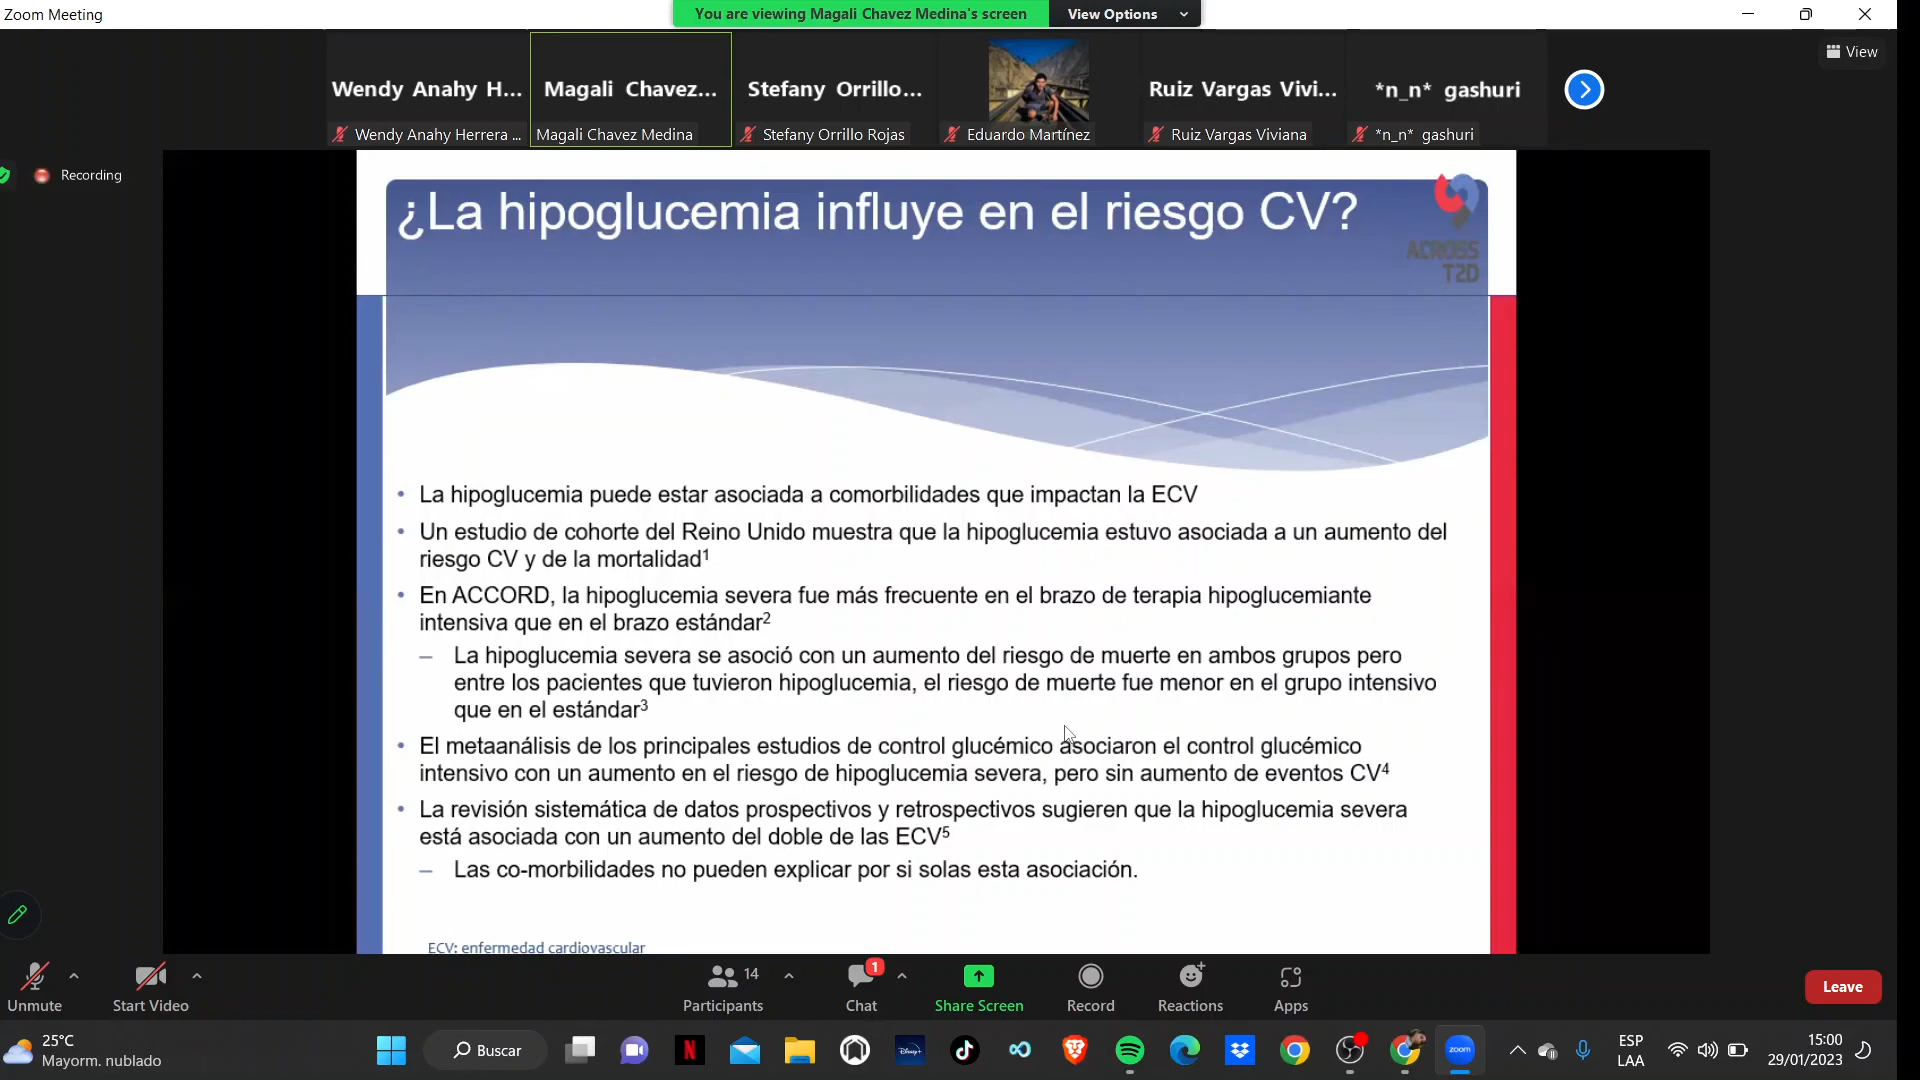 Zoom Meeting
You are viewing Magali Chavez Medina's screen
View Options
View
Wendy Anahy H...
Magali Chavez...
Stefany Orrillo...
Ruiz Vargas Vivi...
*n_n* gashuri
Wendy Anahy Herrera ...
Magali Chavez Medina
Stefany Orrillo Rojas
Eduardo Martínez
Ruiz Vargas Viviana
*n_n* gashuri
Recording
¿La hipoglucemia influye en el riesgo CV?
ACROSS
T2D
• La hipoglucemia puede estar asociada a comorbilidades que impactan la ECV
• Un estudio de cohorte del Reino Unido muestra que la hipoglucemia estuvo asociada a un aumento del
riesgo CV y de la mortalidad¹
• En ACCORD, la hipoglucemia severa fue más frecuente en el brazo de terapia hipoglucemiante
intensiva que en el brazo estándar²
– La hipoglucemia severa se asoció con un aumento del riesgo de muerte en ambos grupos pero
entre los pacientes que tuvieron hipoglucemia, el riesgo de muerte fue menor en el grupo intensivo
que en el estándar³
• El metaanálisis de los principales estudios de control glucémico asociaron el control glucémico
intensivo con un aumento en el riesgo de hipoglucemia severa, pero sin aumento de eventos CV⁴
• La revisión sistemática de datos prospectivos y retrospectivos sugieren que la hipoglucemia severa
está asociada con un aumento del doble de las ECV⁵
– Las co-morbilidades no pueden explicar por si solas esta asociación.
ECV: enfermedad cardiovascular
Unmute
Start Video
14
Participants
1
Chat
Share Screen
Record
Reactions
Apps
Leave
25°C
Mayorm. nublado
Buscar
N
Disney+
zoom
ESP
LAA
15:00
29/01/2023